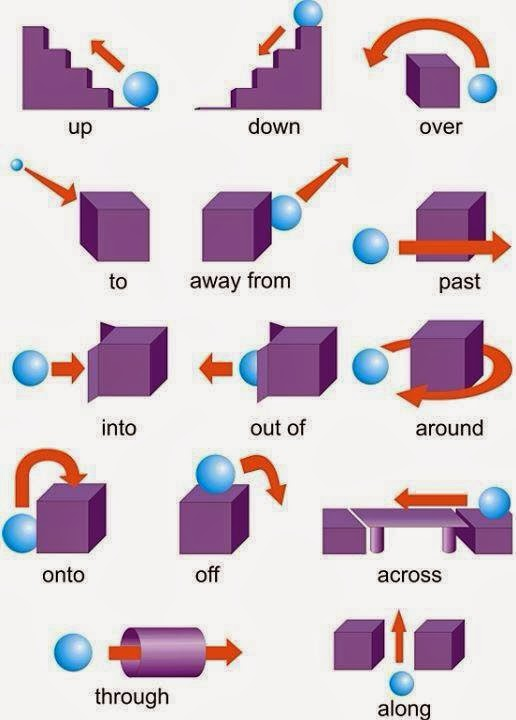 up
down
over
to
away from
past
into
out of
around
onto
off
across
through
along